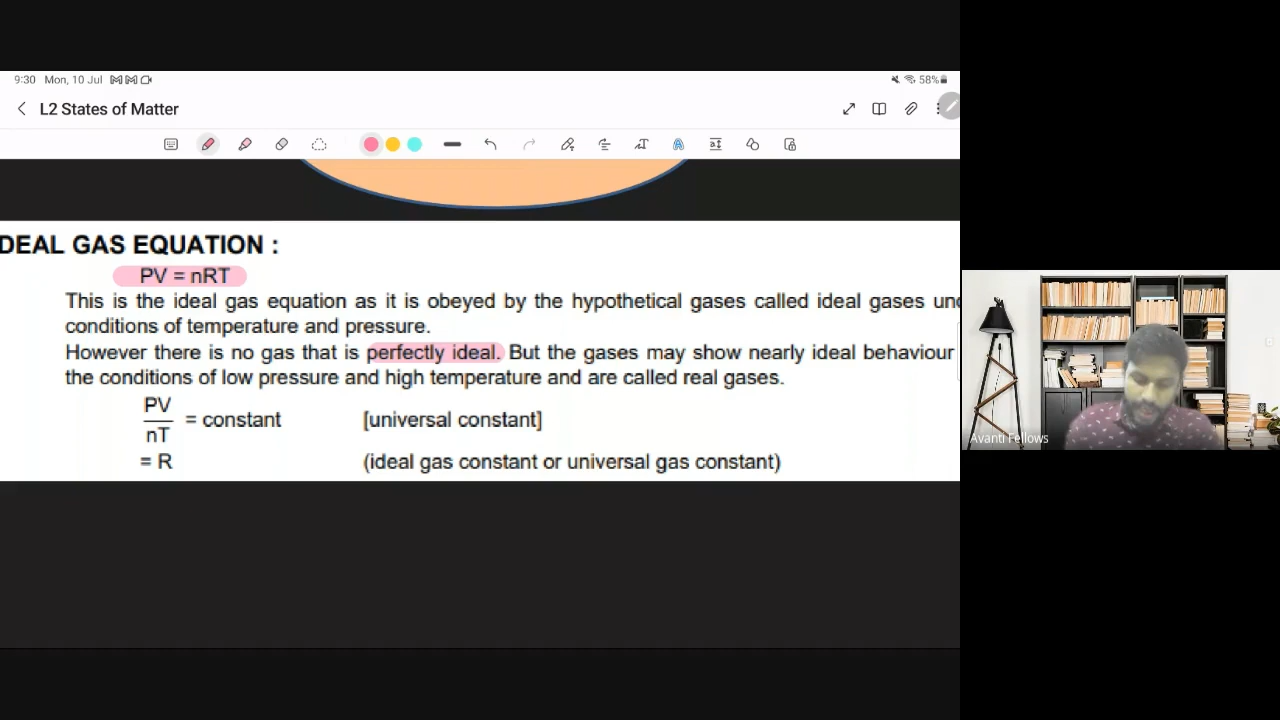 9:30 Mon, 10 Jul
58%
L2 States of Matter
DEAL GAS EQUATION :
PV = nRT
This is the ideal gas equation as it is obeyed by the hypothetical gases called ideal gases
conditions of temperature and pressure.
However there is no gas that is perfectly ideal. But the gases may show nearly ideal behaviour
the conditions of low pressure and high temperature and are called real gases.
PV
nT
= constant [universal constant]
= R (ideal gas constant or universal gas constant)
Avanti Fellows